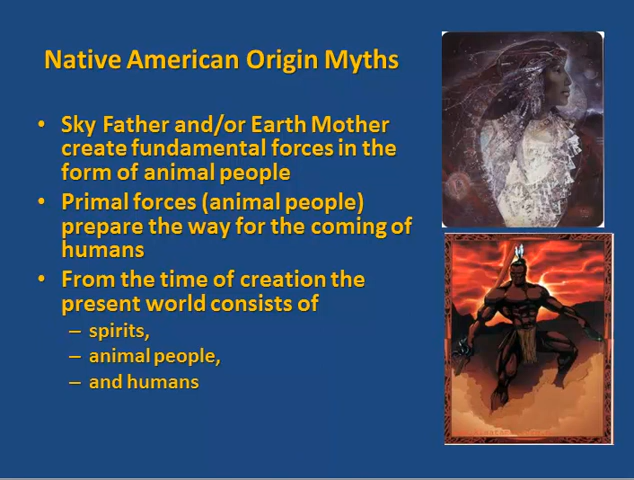 Native American Origin Myths
• Sky Father and/or Earth Mother
create fundamental forces in the
form of animal people
• Primal forces (animal people)
prepare the way for the coming of
humans
• From the time of creation the
present world consists of
– spirits,
– animal people,
– and humans